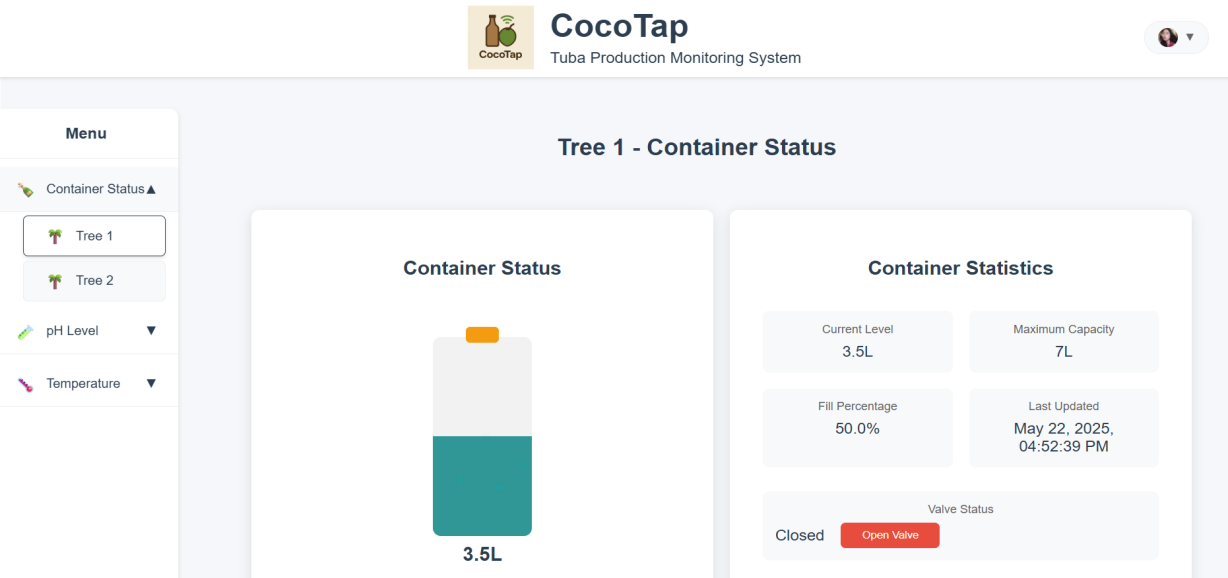 CocoTap
CocoTap
Tuba Production Monitoring System
▼
Menu
Container Status▲
Tree 1
Tree 2
pH Level ▼
Temperature ▼
Tree 1 - Container Status
Container Status
3.5L
Container Statistics
Current Level
3.5L
Maximum Capacity
7L
Fill Percentage
50.0%
Last Updated
May 22, 2025,
04:52:39 PM
Valve Status
Closed
Open Valve